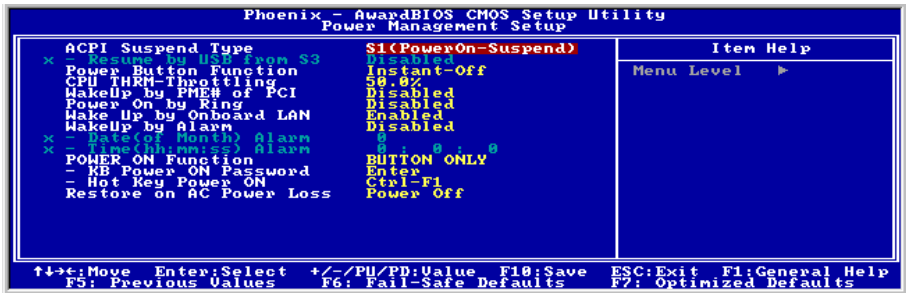 Phoenix - AwardBIOS CMOS Setup Utility
Power Management Setup
ACPI Suspend Type S1(PowerOn-Suspend)
x - Resume by USB from S3 Disabled
Power Button Function Instant-Off
CPU THRM-Throttling 50.0%
WakeUp by PME# of PCI Disabled
Power On by Ring Disabled
Wake Up by Onboard LAN Enabled
WakeUp by Alarm Disabled
x - Date(of Month) Alarm 0
x - Time(hh:mm:ss) Alarm 0 : 0 : 0
POWER ON Function BUTTON ONLY
- KB Power ON Password Enter
- Hot Key Power ON Ctrl-F1
Restore on AC Power Loss Power Off
Item Help
Menu Level ►
↑↓→←:Move Enter:Select +/-/PU/PD:Value F10:Save ESC:Exit F1:General Help
F5: Previous Values F6: Fail-Safe Defaults F7: Optimized Defaults